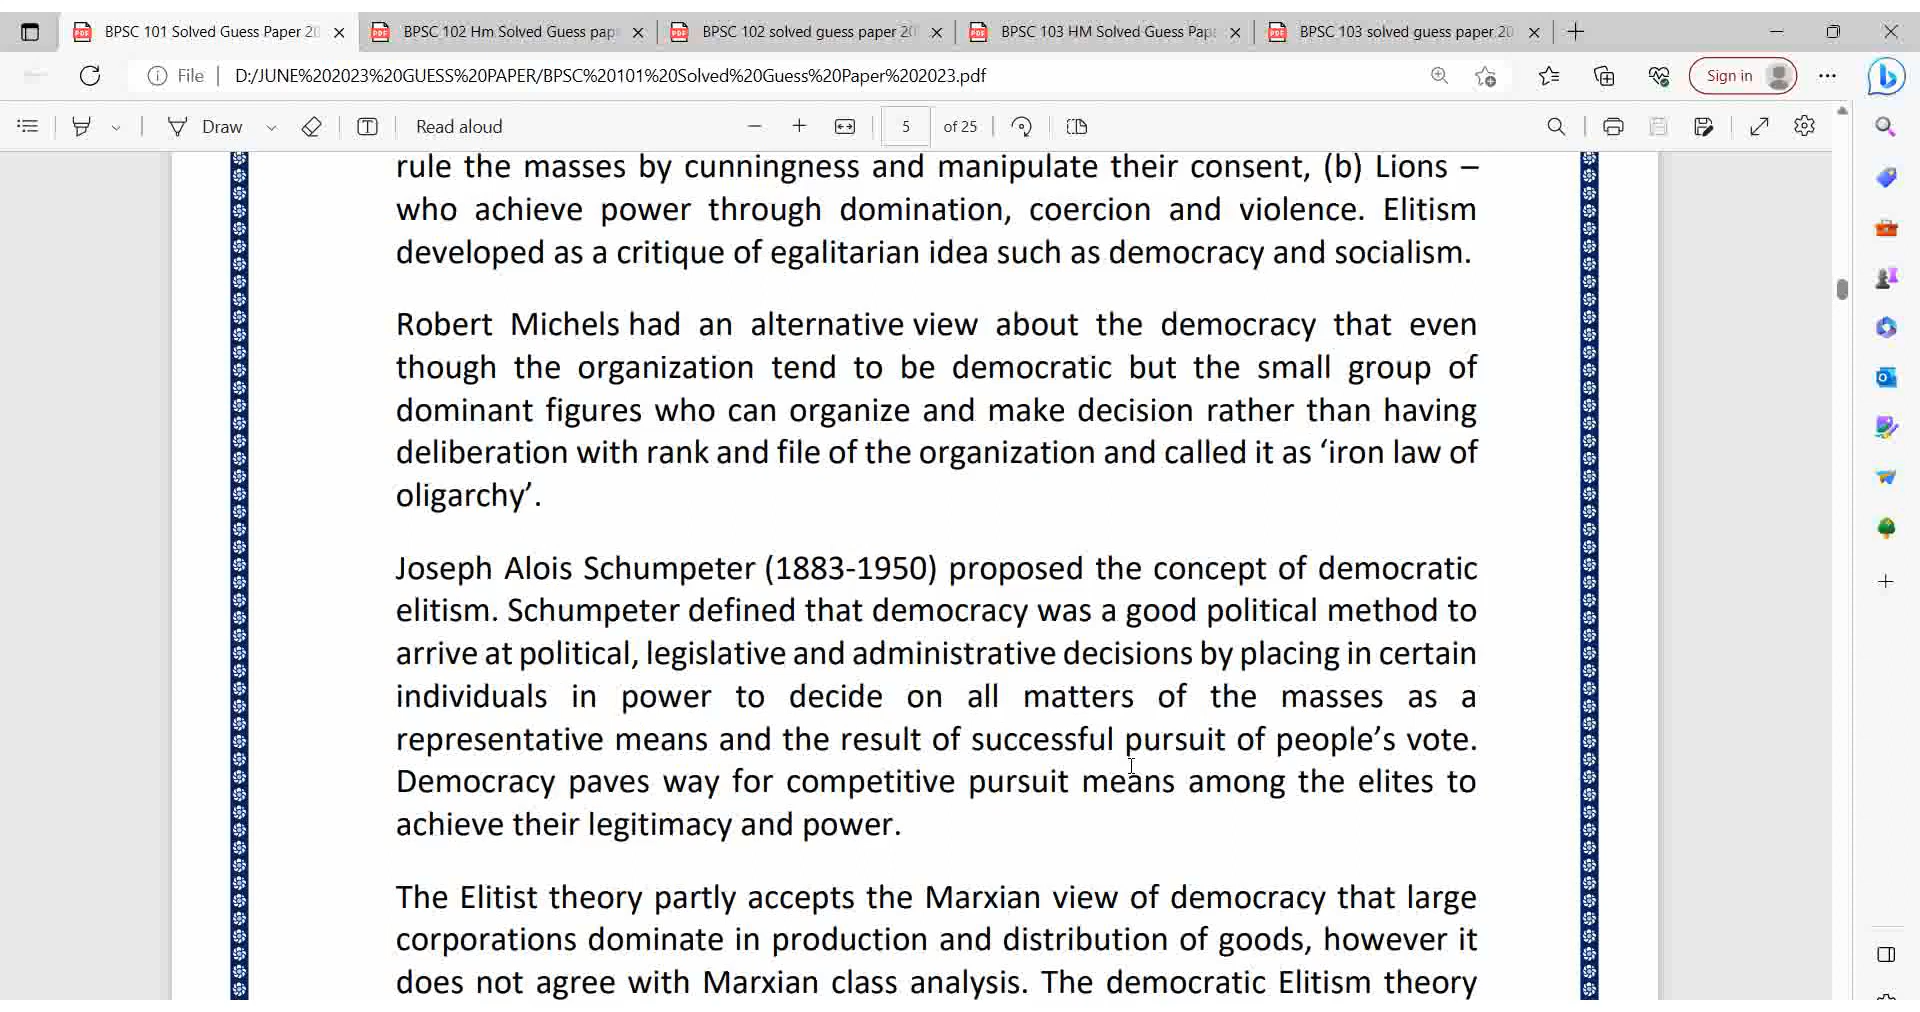 BPSC 101 Solved Guess Paper 20
BPSC 102 Hm Solved Guess pap
BPSC 102 solved guess paper 20
BPSC 103 HM Solved Guess Pap
BPSC 103 solved guess paper 20
File
D:/JUNE%202023%20GUESS%20PAPER/BPSC%20101%20Solved%20Guess%20Paper%202023.pdf
Sign in
Draw
Read aloud
5 of 25
rule the masses by cunningness and manipulate their consent, (b) Lions –
who achieve power through domination, coercion and violence. Elitism
developed as a critique of egalitarian idea such as democracy and socialism.
Robert Michels had an alternative view about the democracy that even
though the organization tend to be democratic but the small group of
dominant figures who can organize and make decision rather than having
deliberation with rank and file of the organization and called it as ‘iron law of
oligarchy’.
Joseph Alois Schumpeter (1883-1950) proposed the concept of democratic
elitism. Schumpeter defined that democracy was a good political method to
arrive at political, legislative and administrative decisions by placing in certain
individuals in power to decide on all matters of the masses as a
representative means and the result of successful pursuit of people’s vote.
Democracy paves way for competitive pursuit means among the elites to
achieve their legitimacy and power.
The Elitist theory partly accepts the Marxian view of democracy that large
corporations dominate in production and distribution of goods, however it
does not agree with Marxian class analysis. The democratic Elitism theory